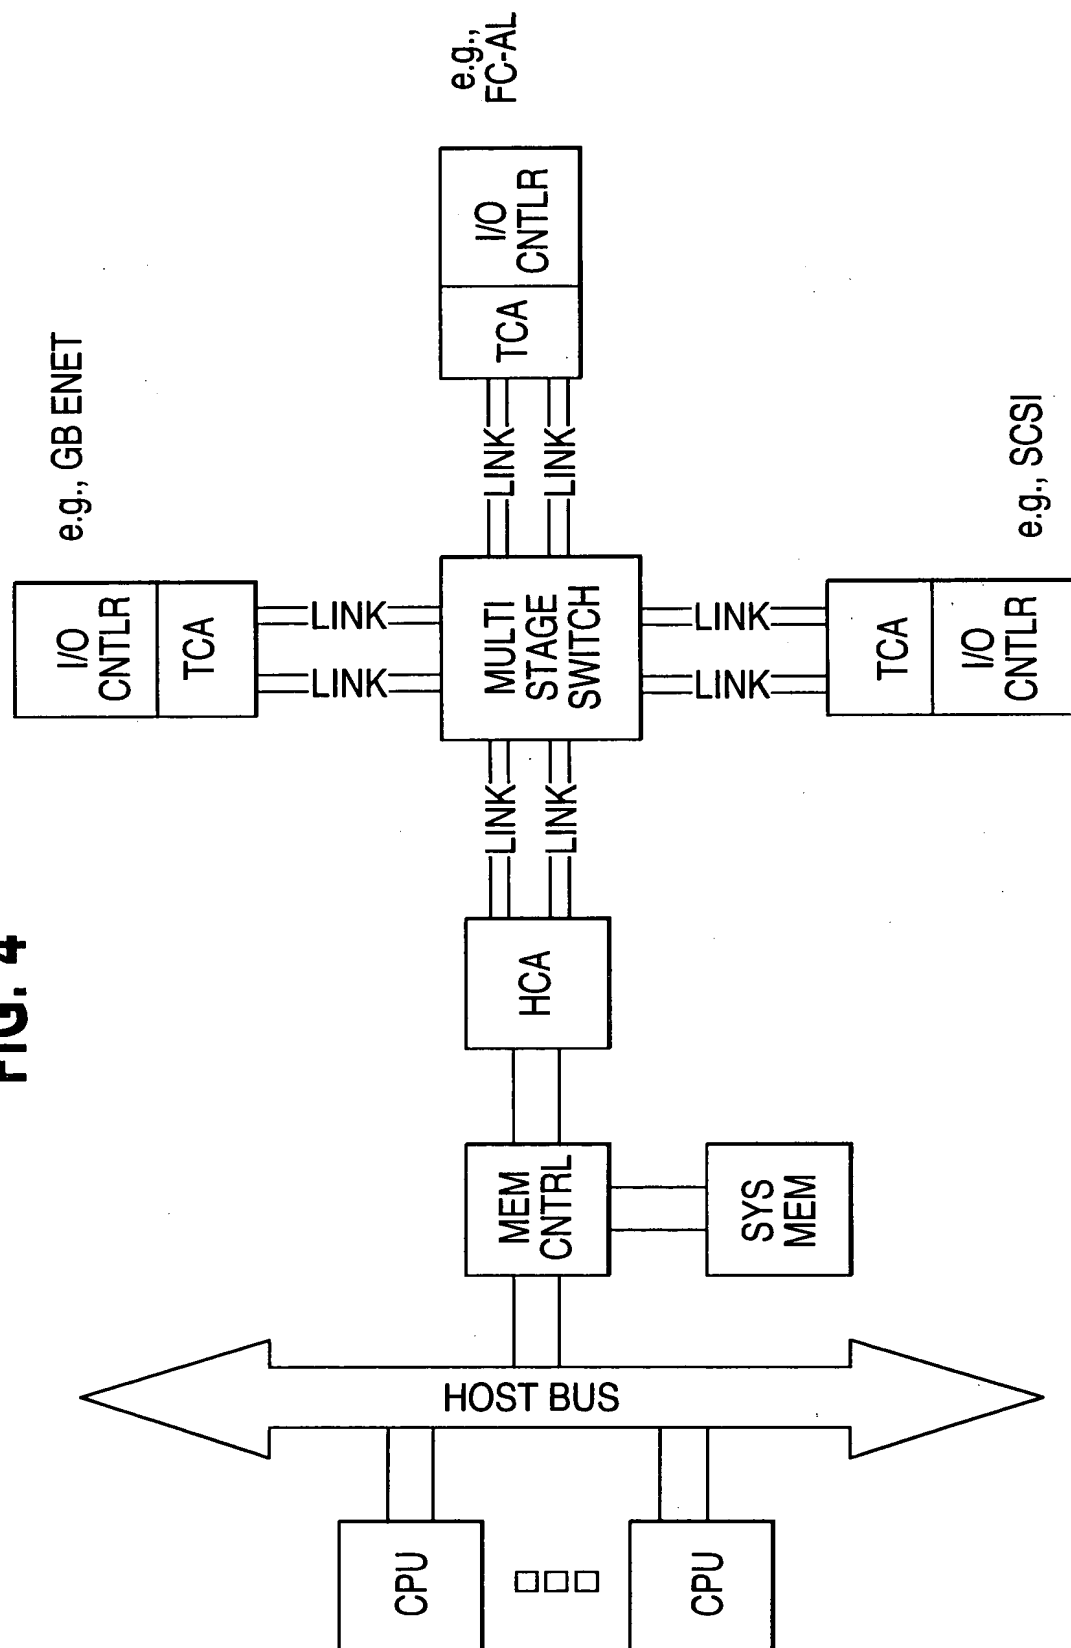 FIG. 4
I/O
CNTLR
e.g., GB ENET
TCA
LINK
LINK
CPU
CPU
HOST BUS
MEM
CNTRL
SYS
MEM
HCA
LINK
LINK
MULTI
STAGE
SWITCH
LINK
LINK
TCA
I/O
CNTLR
e.g.,
FC-AL
LINK
LINK
TCA
I/O
CNTLR
e.g., SCSI